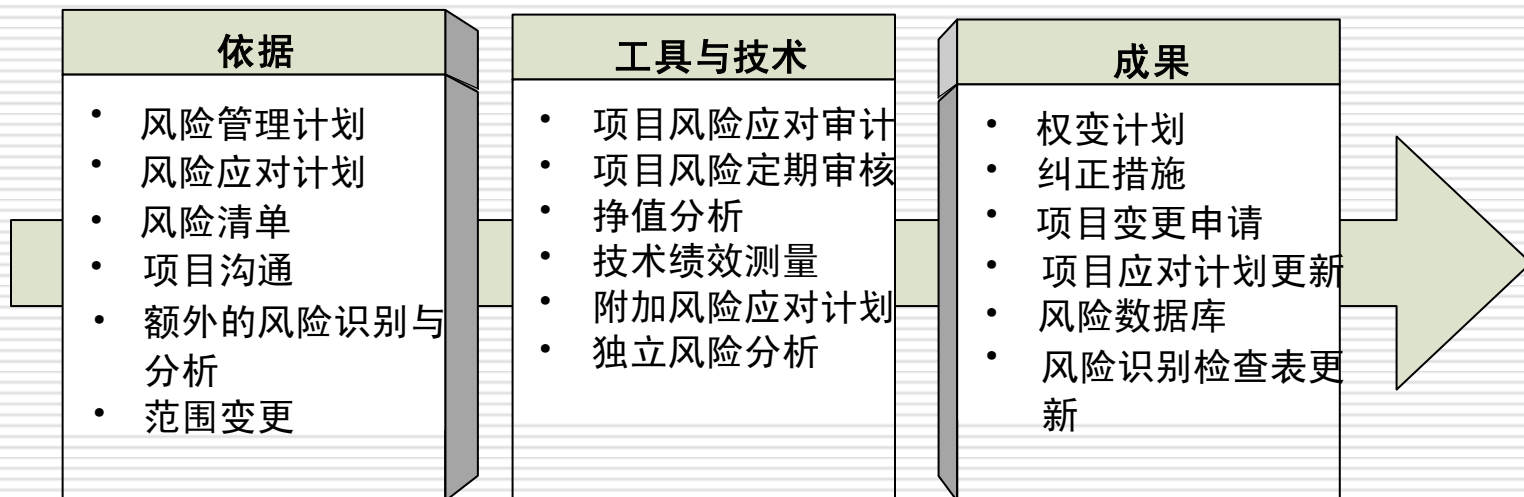 依据
• 风险管理计划
• 风险应对计划
• 风险清单
• 项目沟通
• 额外的风险识别与
分析
• 范围变更
工具与技术
• 项目风险应对审计
• 项目风险定期审核
• 挣值分析
• 技术绩效测量
• 附加风险应对计划
• 独立风险分析
成果
• 权变计划
• 纠正措施
• 项目变更申请
• 项目应对计划更新
• 风险数据库
• 风险识别检查表更
新